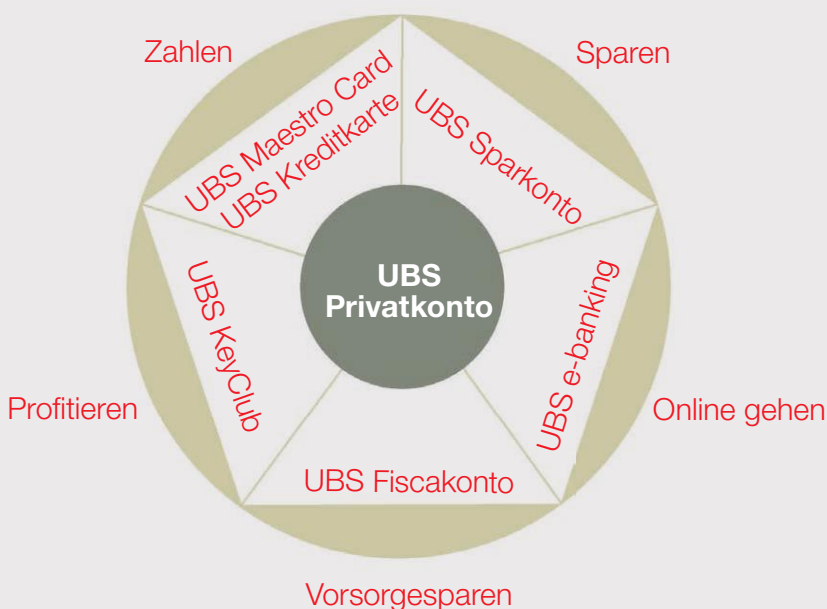 Zahlen
Sparen
UBS Maestro Card
UBS Kreditkarte
UBS Sparkonto
UBS
Privatkonto
UBS KeyClub
UBS e-banking
Profitieren
Online gehen
UBS Fiscakonto
Vorsorgesparen